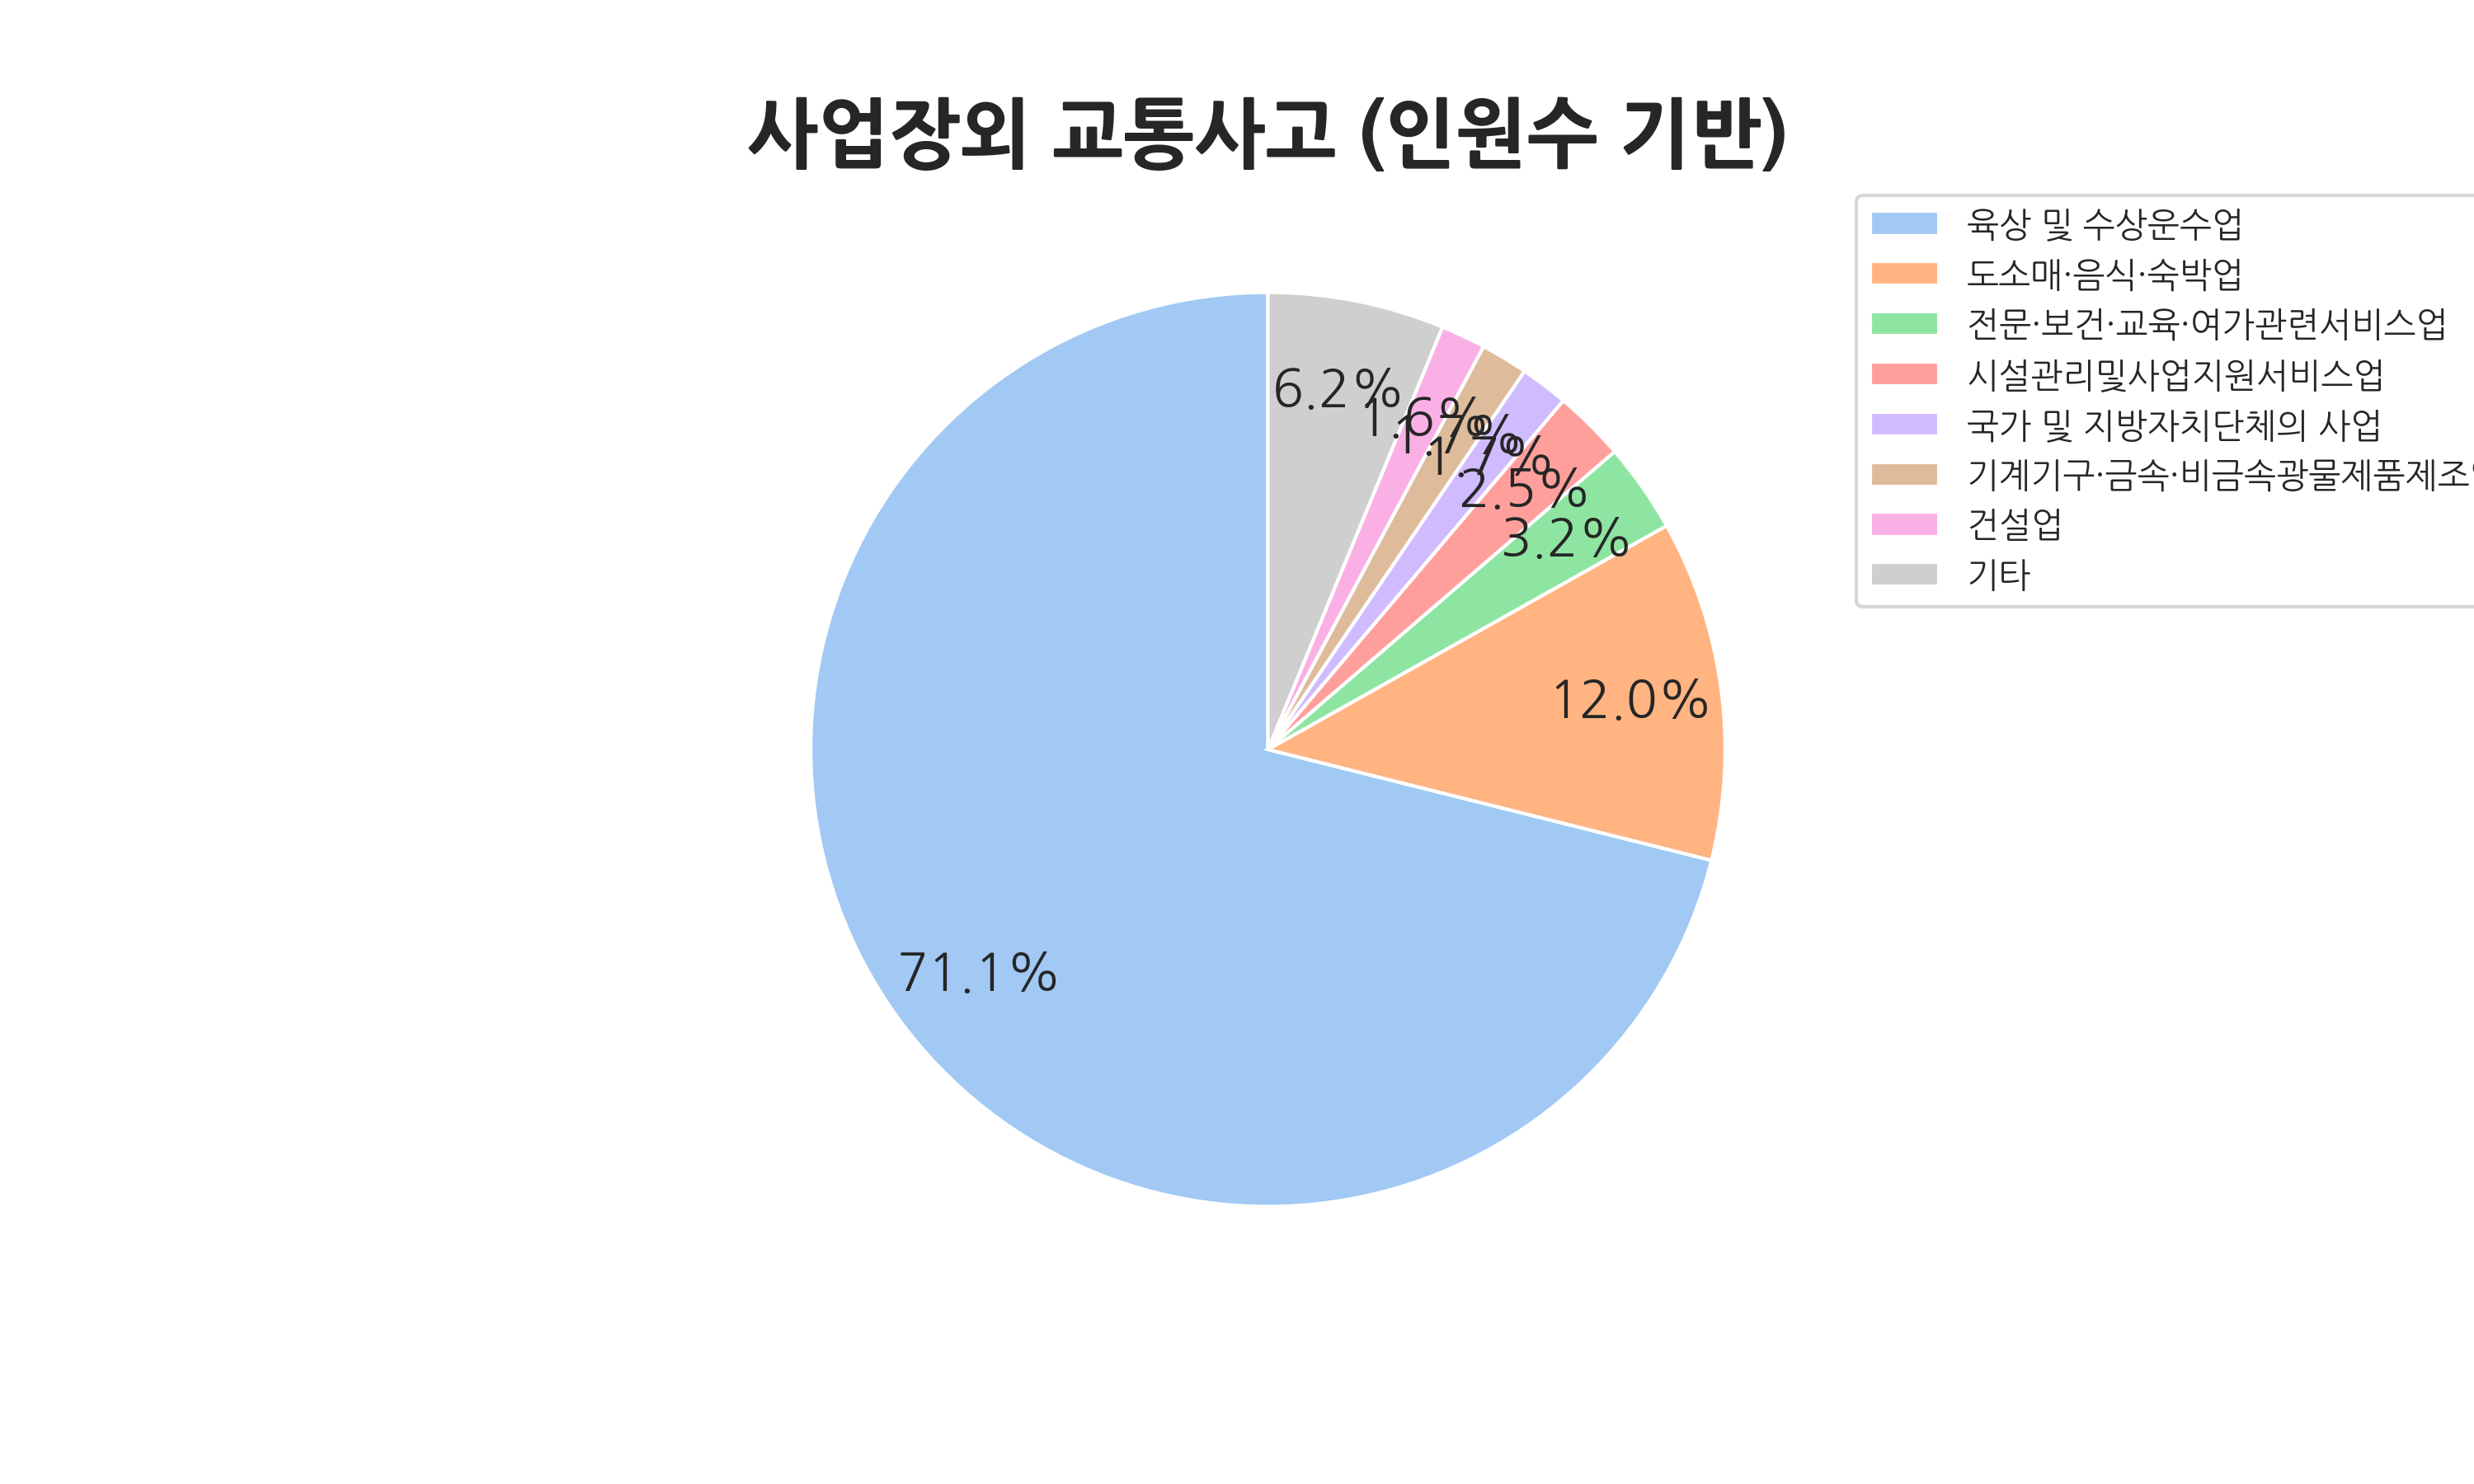 사업장외 교통사고 (인원수 기반)
육상 및 수상운수업
도소매·음식·숙박업
전문·보건·교육·여가관련서비스업
시설관리및사업지원서비스업
국가 및 지방자치단체의 사업
기계기구·금속·비금속광물제품제조
건설업
기타
6.2%
1.6%
2.5%
3.2%
12.0%
71.1%